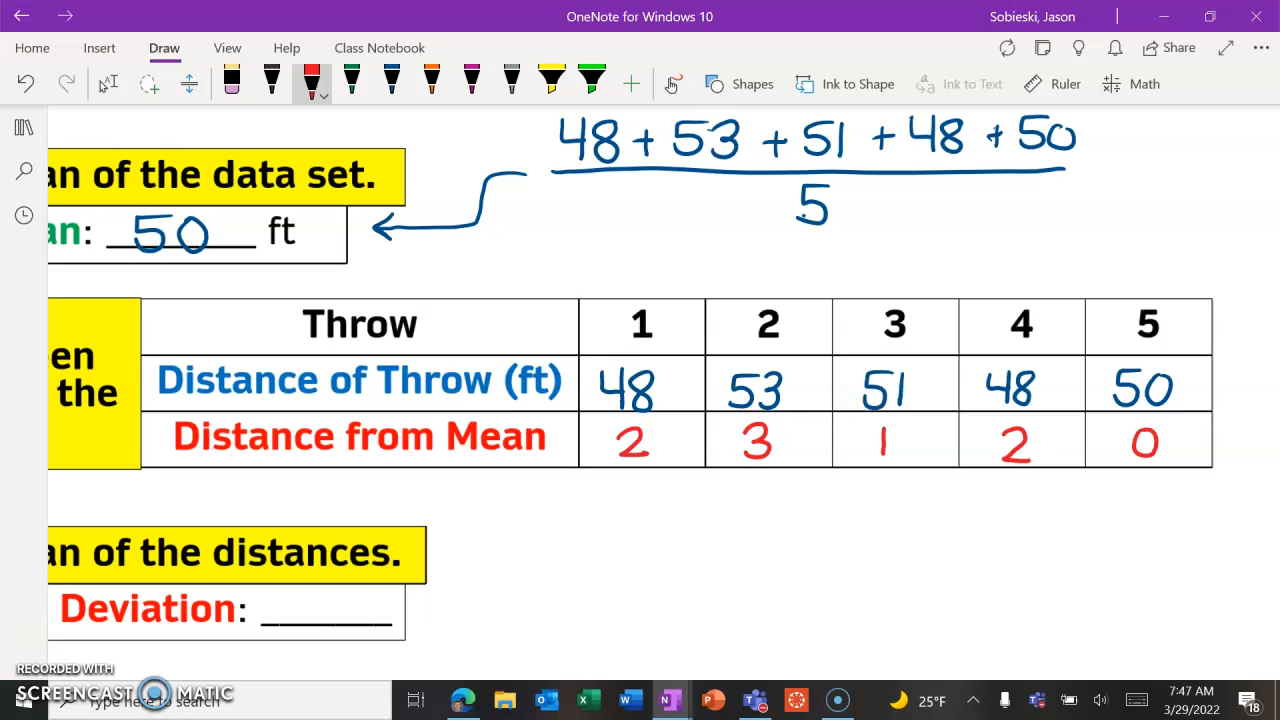 OneNote for Windows 10
Sobieski, Jason
Home Insert Draw View Help Class Notebook Share
Shapes Ink to Shape Ink to Text Ruler Math
48 + 53 + 51 + 48 + 50
5
an of the data set.
an: 50 ft
en
the
Throw 1 2 3 4 5
Distance of Throw (ft) 48 53 51 48 50
Distance from Mean 2 3 1 2 0
an of the distances.
Deviation: ______
RECORDED WITH
SCREENCAST MATIC
Type here to search
25°F
7:47 AM
3/29/2022
18